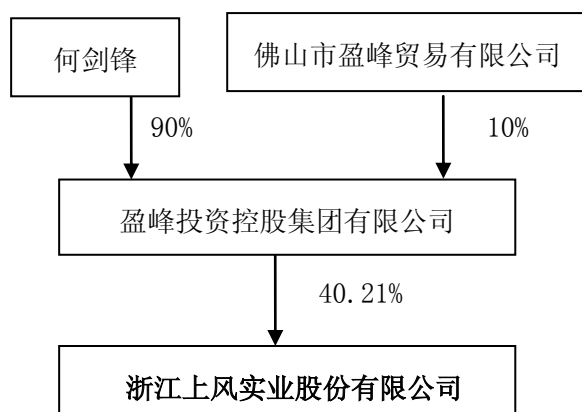 何剑锋
佛山市盈峰贸易有限公司
90%
10%
盈峰投资控股集团有限公司
40.21%
浙江上风实业股份有限公司